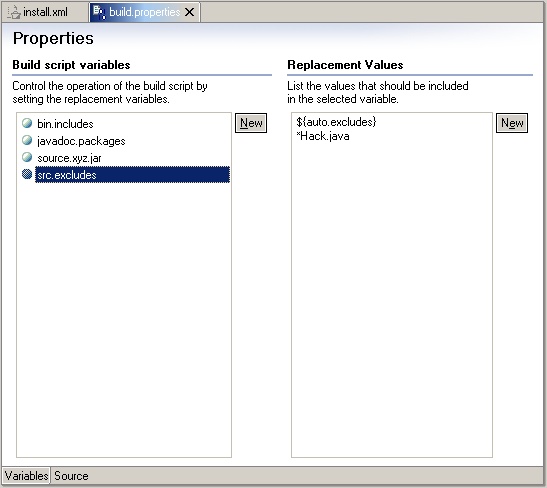 install.xml build.properties
Properties
Build script variables
Control the operation of the build script by
setting the replacement variables.
bin.includes
javadoc.packages
source.xyz.jar
src.excludes
New
Replacement Values
List the values that should be included
in the selected variable.
${auto.excludes}
*Hack.java
New
Variables Source